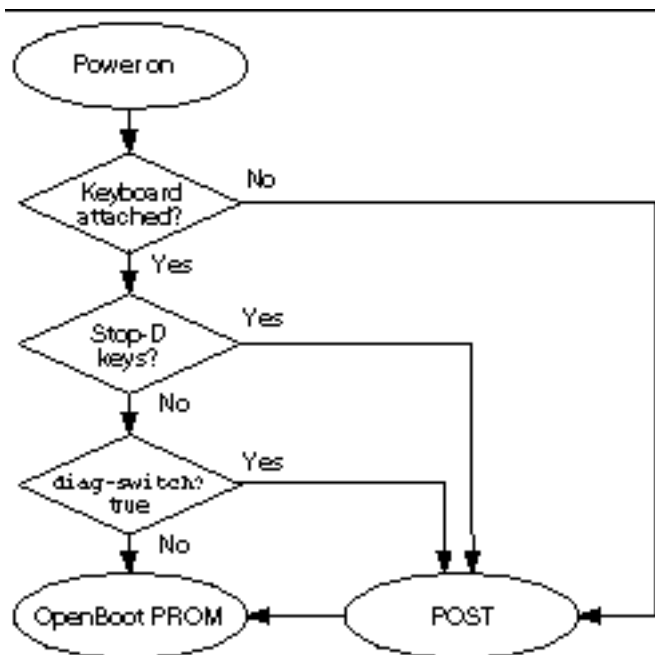 Power on
Keyboard
attached?
No
Yes
Stop-D
keys?
Yes
No
diag-switch?
true
Yes
No
OpenBoot PROM
POST